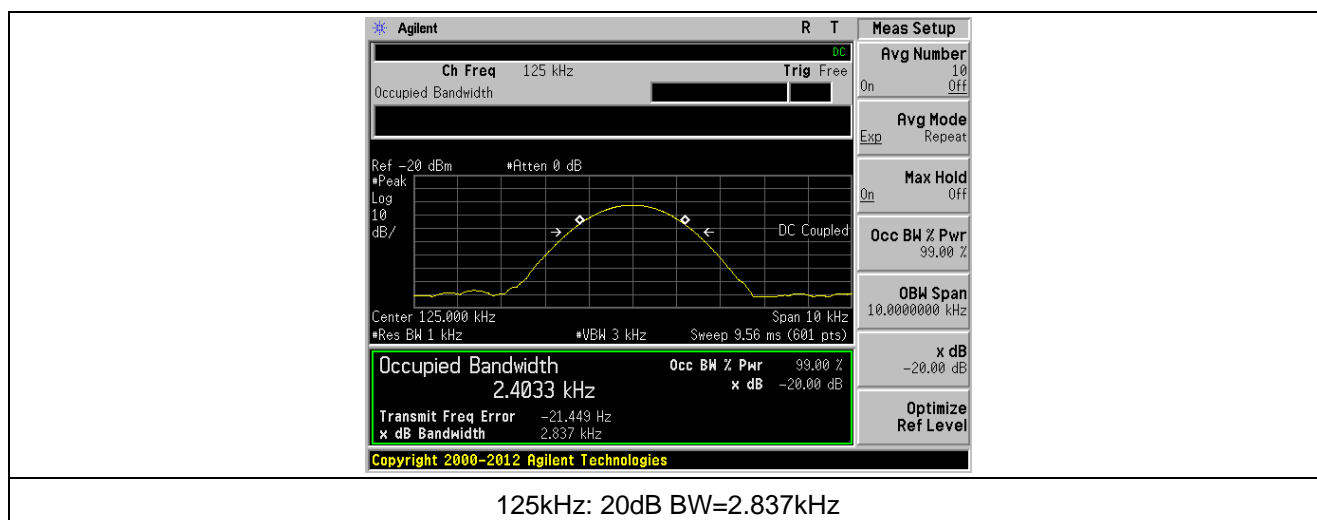 Agilent R T Meas Setup
DC
Ch Freq 125 kHz Trig Free
Occupied Bandwidth
Avg Number
10
On Off
Avg Mode
Exp Repeat
Max Hold
On Off
Occ BW % Pwr
99.00 %
OBW Span
10.0000000 kHz
x dB
-20.00 dB
Optimize
Ref Level
Ref -20 dBm #Atten 0 dB
#Peak
Log
10
dB/
DC Coupled
Center 125.000 kHz Span 10 kHz
#Res BW 1 kHz #VBW 3 kHz Sweep 9.56 ms (601 pts)
Occupied Bandwidth Occ BW % Pwr 99.00 %
2.4033 kHz x dB -20.00 dB
Transmit Freq Error -21.449 Hz
x dB Bandwidth 2.837 kHz
Copyright 2000-2012 Agilent Technologies
125kHz: 20dB BW=2.837kHz